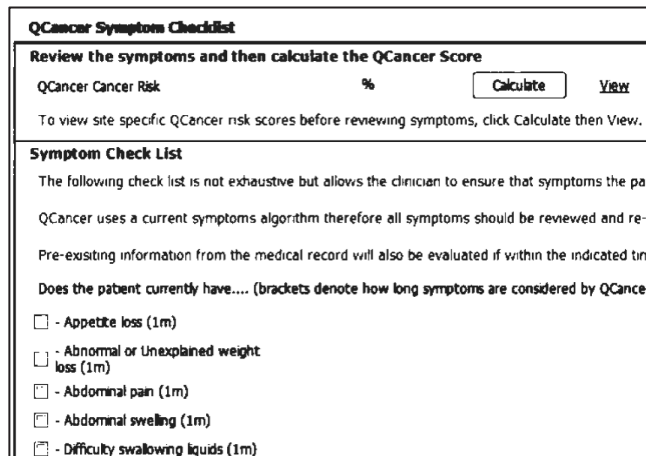 QCancer Symptom Checklist
Review the symptoms and then calculate the QCancer Score
QCancer Cancer Risk % Calculate View
To view site specific QCancer risk scores before reviewing symptoms, click Calculate then View.
Symptom Check List
The following check list is not exhaustive but allows the clinician to ensure that symptoms the pa
QCancer uses a current symptoms algorithm therefore all symptoms should be reviewed and re-
Pre-exisiting information from the medical record will also be evaluated if within the indicated tim
Does the patient currently have.... (brackets denote how long symptoms are considered by QCance
- Appetite loss (1m)
- Abnormal or Unexplained weight
loss (1m)
- Abdominal pain (1m)
- Abdominal swelling (1m)
- Difficulty swallowing liquids (1m)